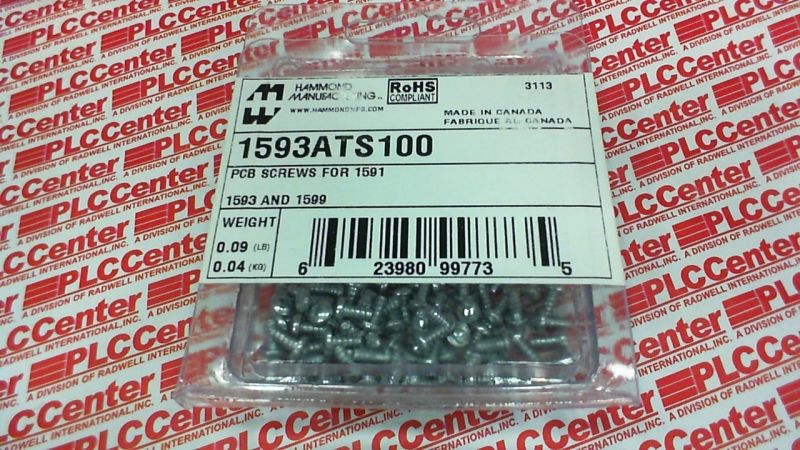 HAMMOND
MANUFACTURING
WWW.HAMMONDMFG.COM
RoHS
COMPLIANT
3113
MADE IN CANADA
FABRIQUE AU CANADA
1593ATS100
PCB SCREWS FOR 1591
1593 AND 1599
WEIGHT
0.09 (LB)
0.04 (KG)
6 23980 99773 5
PLCCenter
A DIVISION OF RADWELL INTERNATIONAL, INC.